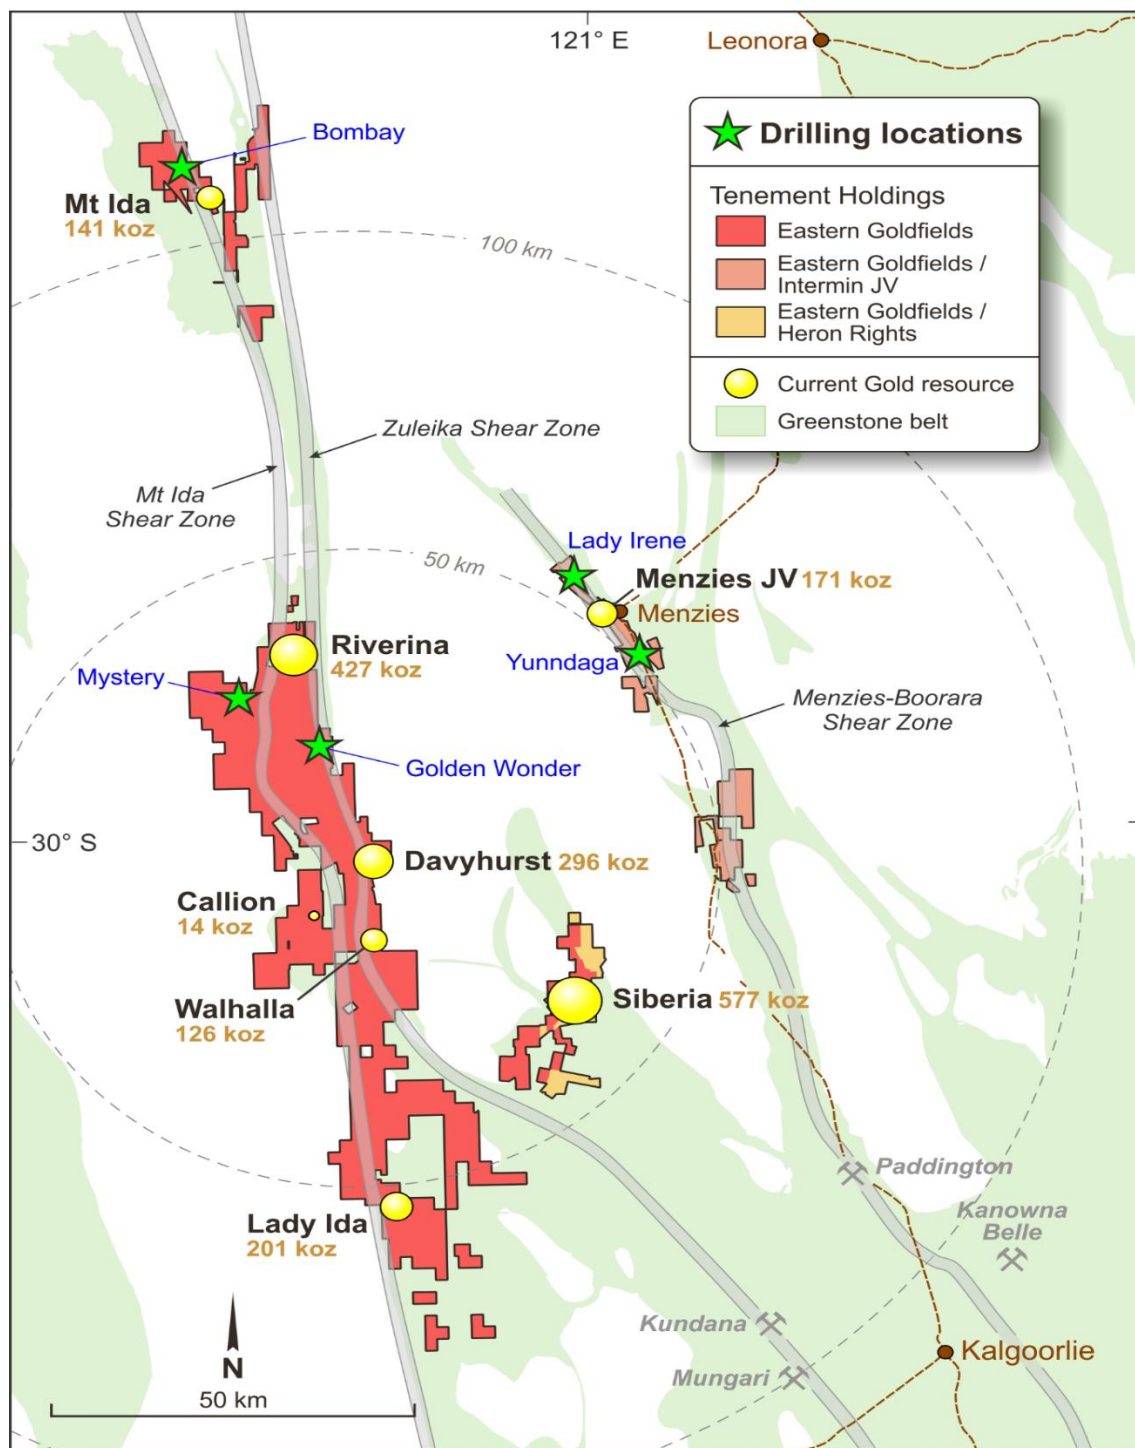 121° E
Leonora
Bombay
Mt Ida
141 koz
100 km
Drilling locations
Tenement Holdings
Eastern Goldfields
Eastern Goldfields /
Intermin JV
Eastern Goldfields /
Heron Rights
Current Gold resource
Greenstone belt
Zuleika Shear Zone
Mt Ida
Shear Zone
50 km
Lady Irene
Menzies JV 171 koz
Menzies
Riverina
427 koz
Yunndaga
Mystery
Menzies-Boorara
Shear Zone
Golden Wonder
30° S
Davyhurst 296 koz
Callion
14 koz
Walhalla
126 koz
Siberia 577 koz
Paddington
Kanowna
Belle
Lady Ida
201 koz
Kundana
Kalgoorlie
Mungari
N
50 km